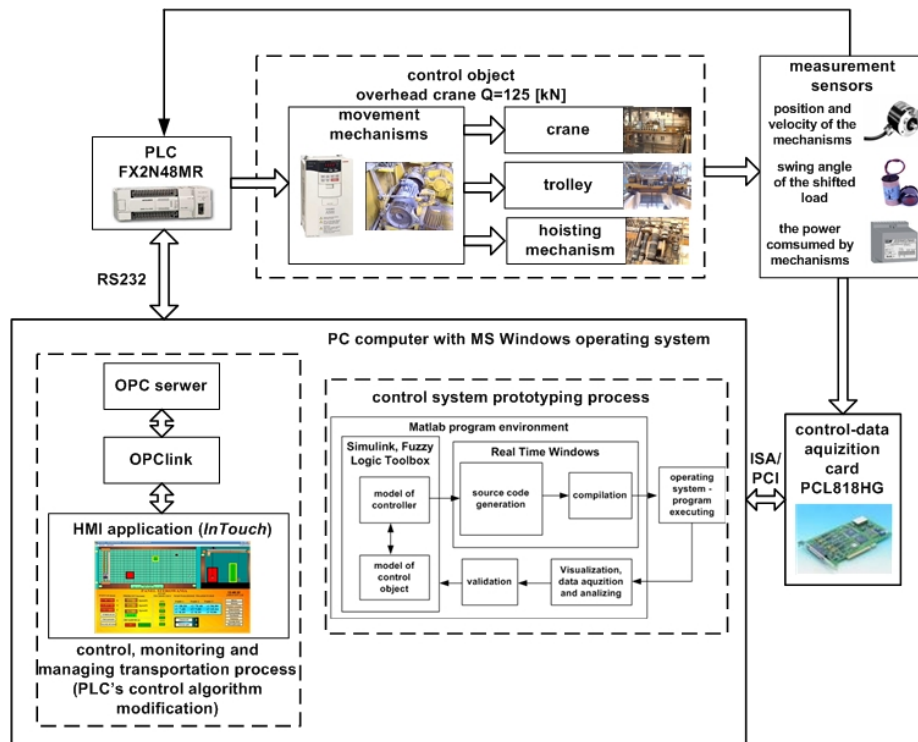 control object
overhead crane Q=125 [kN]
movement
mechanisms
crane
trolley
hoisting
mechanism
PLC
FX2N48MR
RS232
measurement
sensors
position and
velocity of the
mechanisms
swing angle
of the shifted
load
the power
comsumed by
mechanisms
PC computer with MS Windows operating system
OPC serwer
OPClink
HMI application (InTouch)
control, monitoring and
managing transportation process
(PLC's control algorithm
modification)
control system prototyping process
Matlab program environment
Simulink, Fuzzy
Logic Toolbox
model of
controller
model of
control
object
Real Time Windows
source code
generation
compilation
operating
system -
program
executing
Visualization,
data aquzition
and analizing
validation
ISA/
PCI
control-data
aquizition
card
PCL818HG